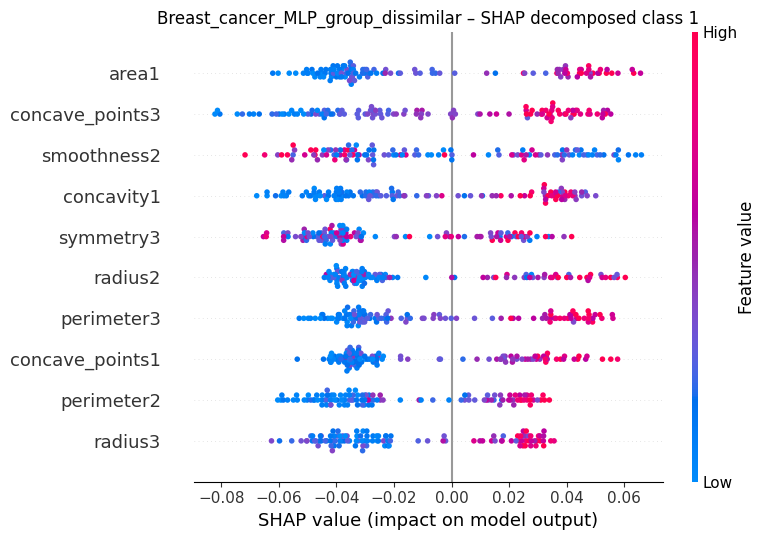 Breast_cancer_MLP_group_dissimilar – SHAP decomposed class 1
High
area1
concave_points3
smoothness2
concavity1
symmetry3
radius2
perimeter3
concave_points1
perimeter2
radius3
Feature value
Low
−0.08 −0.06 −0.04 −0.02 0.00 0.02 0.04 0.06
SHAP value (impact on model output)